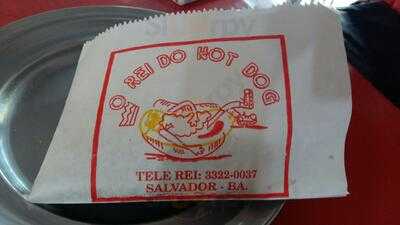 O REI DO HOT DOG
TELE REI: 3322-0037
SALVADOR - BA.